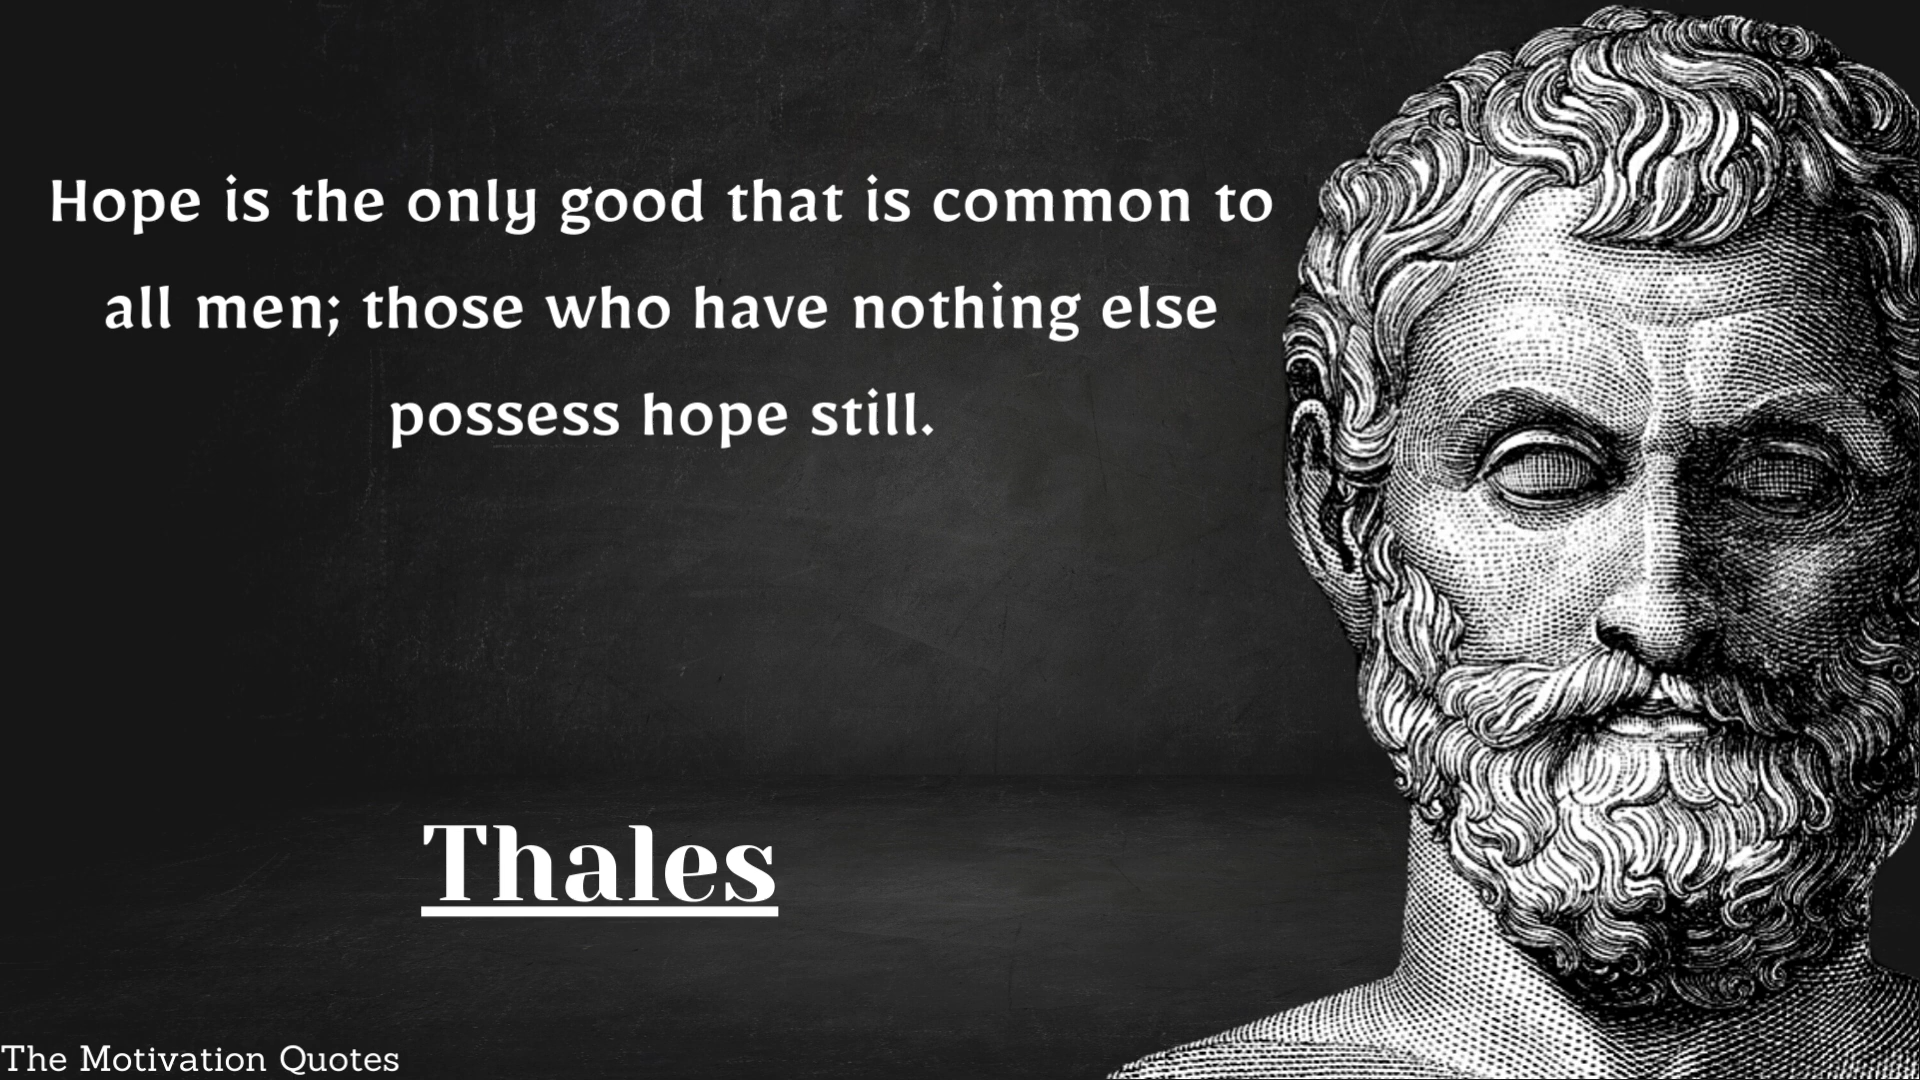 Hope is the only good that is common to
all men; those who have nothing else
possess hope still.
Thales
The Motivation Quotes